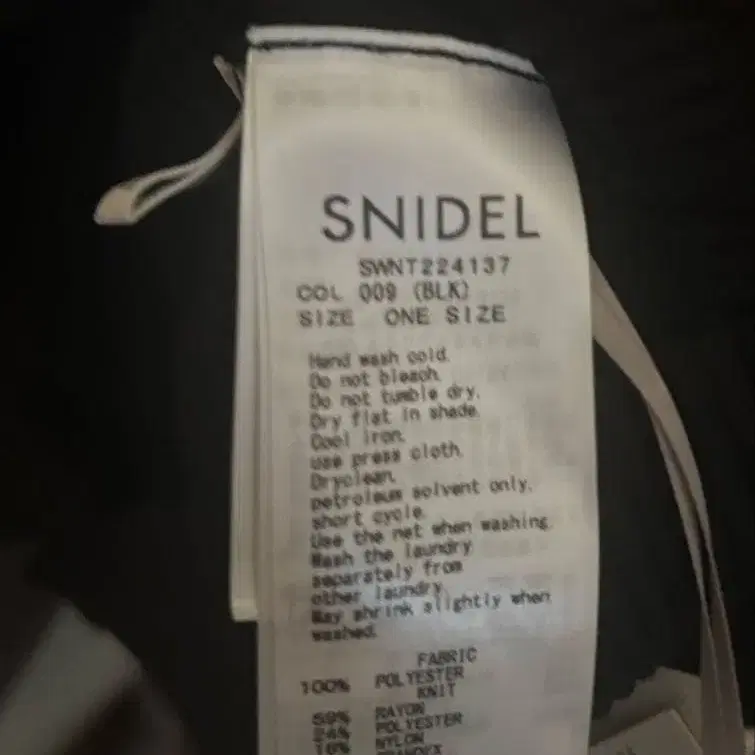 SNIDEL
SWNT224137
COL 009 (BLK)
SIZE ONE SIZE
Hand wash cold.
Do not bleach.
Do not tumble dry.
Dry flat in shade.
Cool iron.
use press cloth.
Dryclean.
petroleum solvent only.
short cycle.
Use the net when washing.
Wash the laundry
separately from
other laundry.
May shrink slightly when
washed.
FABRIC
100% POLYESTER
KNIT
RAYON
24% POLYESTER
NYLON